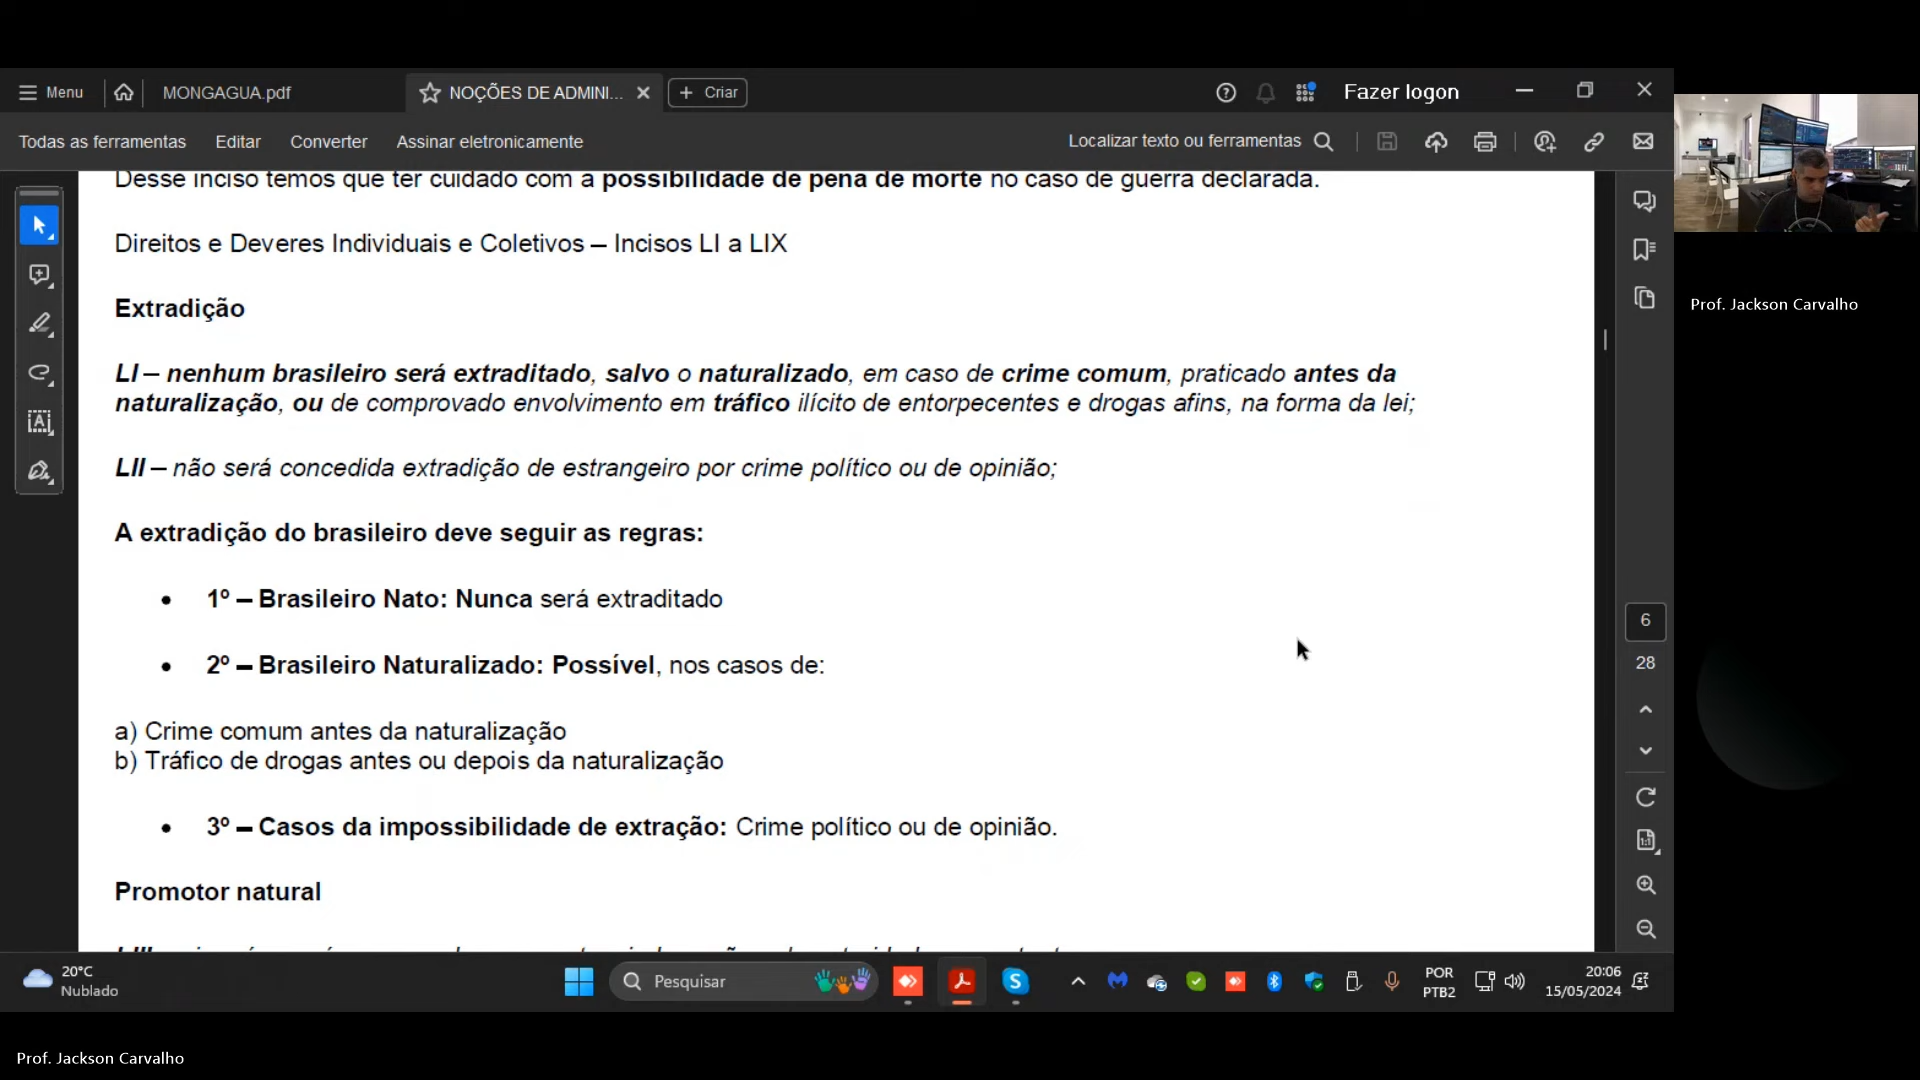 Menu
MONGAGUA.pdf
NOÇÕES DE ADMINI...
Criar
Fazer logon
Todas as ferramentas
Editar
Converter
Assinar eletronicamente
Localizar texto ou ferramentas
Desse inciso temos que ter cuidado com a possibilidade de pena de morte no caso de guerra declarada.
Direitos e Deveres Individuais e Coletivos – Incisos LI a LIX
Extradição
LI – nenhum brasileiro será extraditado, salvo o naturalizado, em caso de crime comum, praticado antes da
naturalização, ou de comprovado envolvimento em tráfico ilícito de entorpecentes e drogas afins, na forma da lei;
LII – não será concedida extradição de estrangeiro por crime político ou de opinião;
A extradição do brasileiro deve seguir as regras:
• 1º – Brasileiro Nato: Nunca será extraditado
• 2º – Brasileiro Naturalizado: Possível, nos casos de:
a) Crime comum antes da naturalização
b) Tráfico de drogas antes ou depois da naturalização
• 3º – Casos da impossibilidade de extração: Crime político ou de opinião.
Promotor natural
6
28
Prof. Jackson Carvalho
20°C
Nublado
Pesquisar
POR
PTB2
20:06
15/05/2024
Prof. Jackson Carvalho